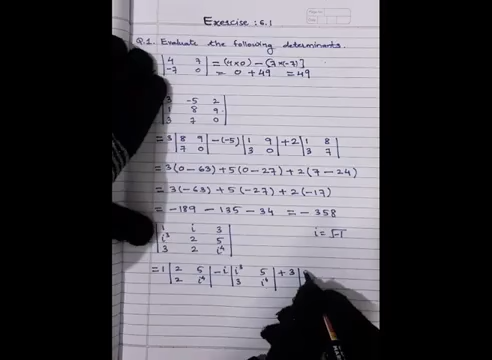 Exercise : 6.1
Q.1. Evaluate the following determinants.
| 4 7 | = (4×0) − (7×(-7))
| -7 0 | = 0 + 49 = 49
| 3 -5 2 |
| 1 8 9 |
| 3 7 0 |
= 3 | 8 9 | − (-5) | 1 9 | + 2 | 1 8 |
| 7 0 | | 3 0 | | 3 7 |
= 3(0 − 63) + 5(0 − 27) + 2(7 − 24)
= 3(−63) + 5(−27) + 2(−17)
= −189 − 135 − 34 = − 358
| 1 i 3 | i = √-1
| i³ 2 5 |
| 3 2 i⁴ |
= 1 | 2 5 | − i | i³ 5 | + 3 |
| 2 i⁴ | | 3 i⁴ |